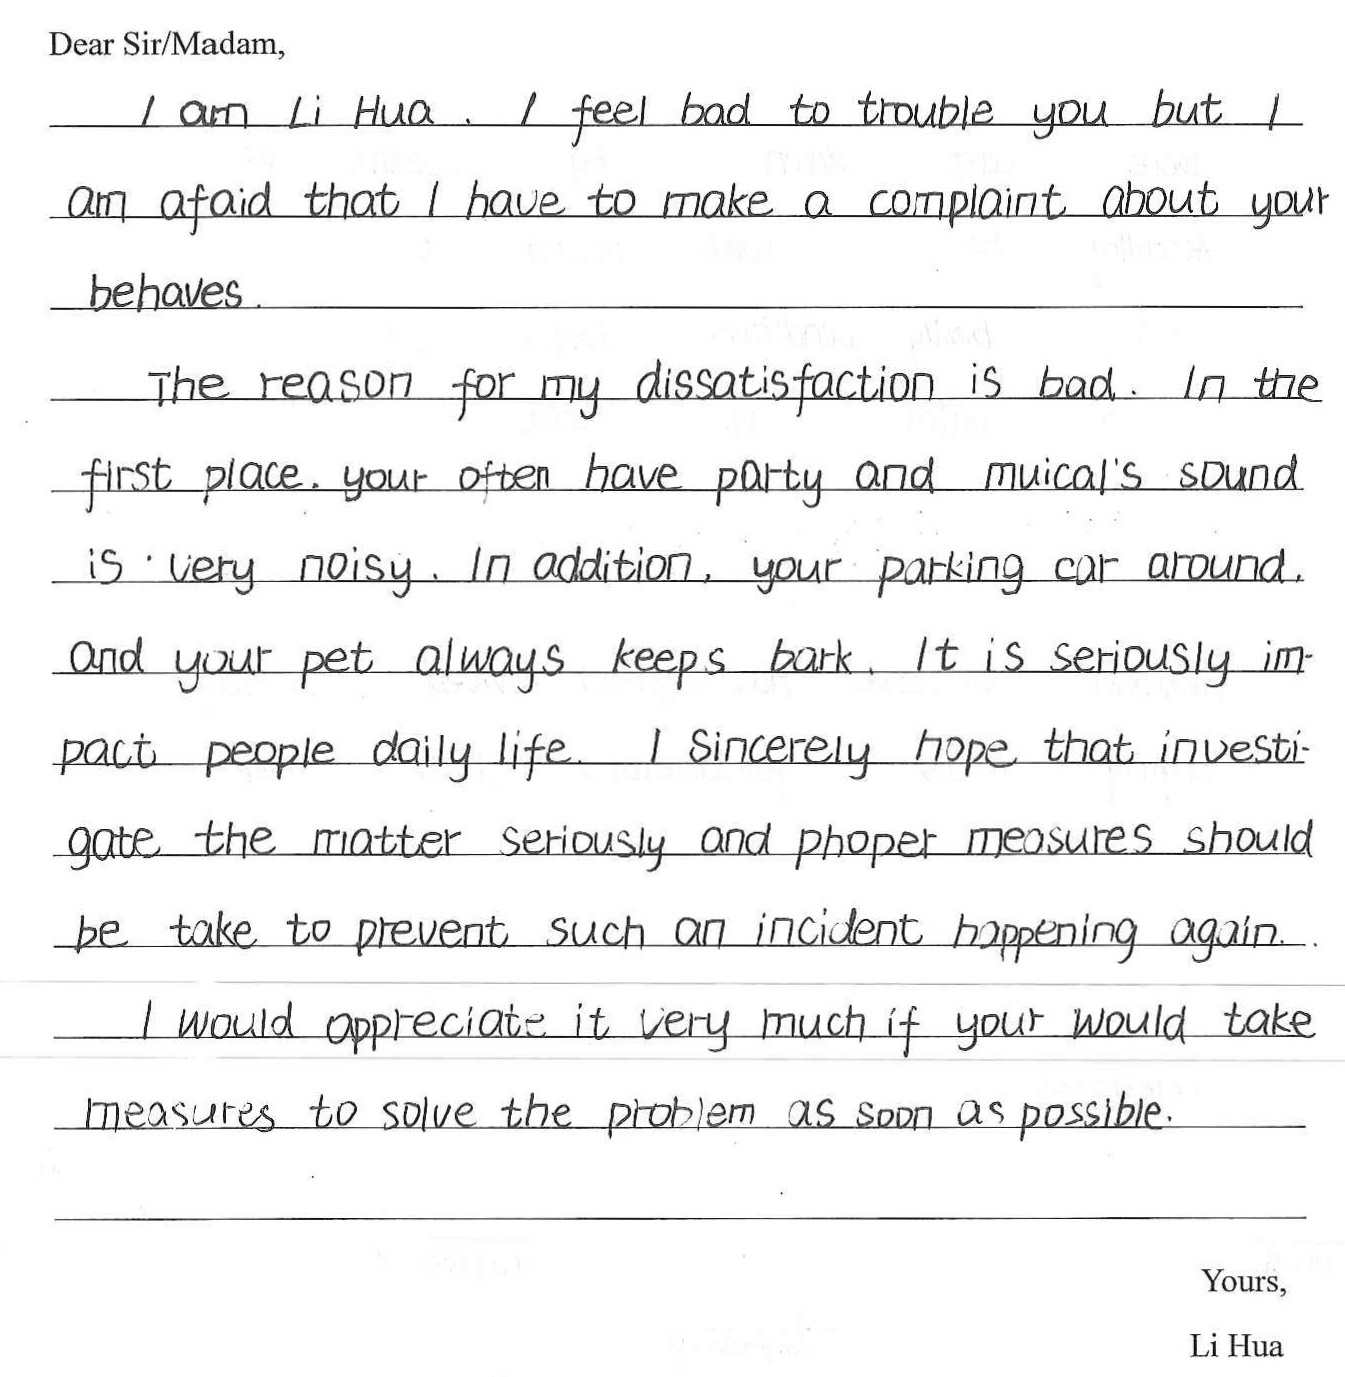 Dear Sir/Madam,
I am Li Hua. I feel bad to trouble you but I
am afaid that I have to make a complaint about your
behaves.
The reason for my dissatisfaction is bad. In the
first place. your often have party and muical's sound
is very noisy. In addition, your parking car around.
and your pet always keeps bark. It is seriously im-
pact people daily life. I Sincerely hope that investi-
gate the matter seriously and phoper measures should
be take to prevent such an incident happening again.
I would appreciate it very much if your would take
measures to solve the problem as soon as possible.
Yours,
Li Hua